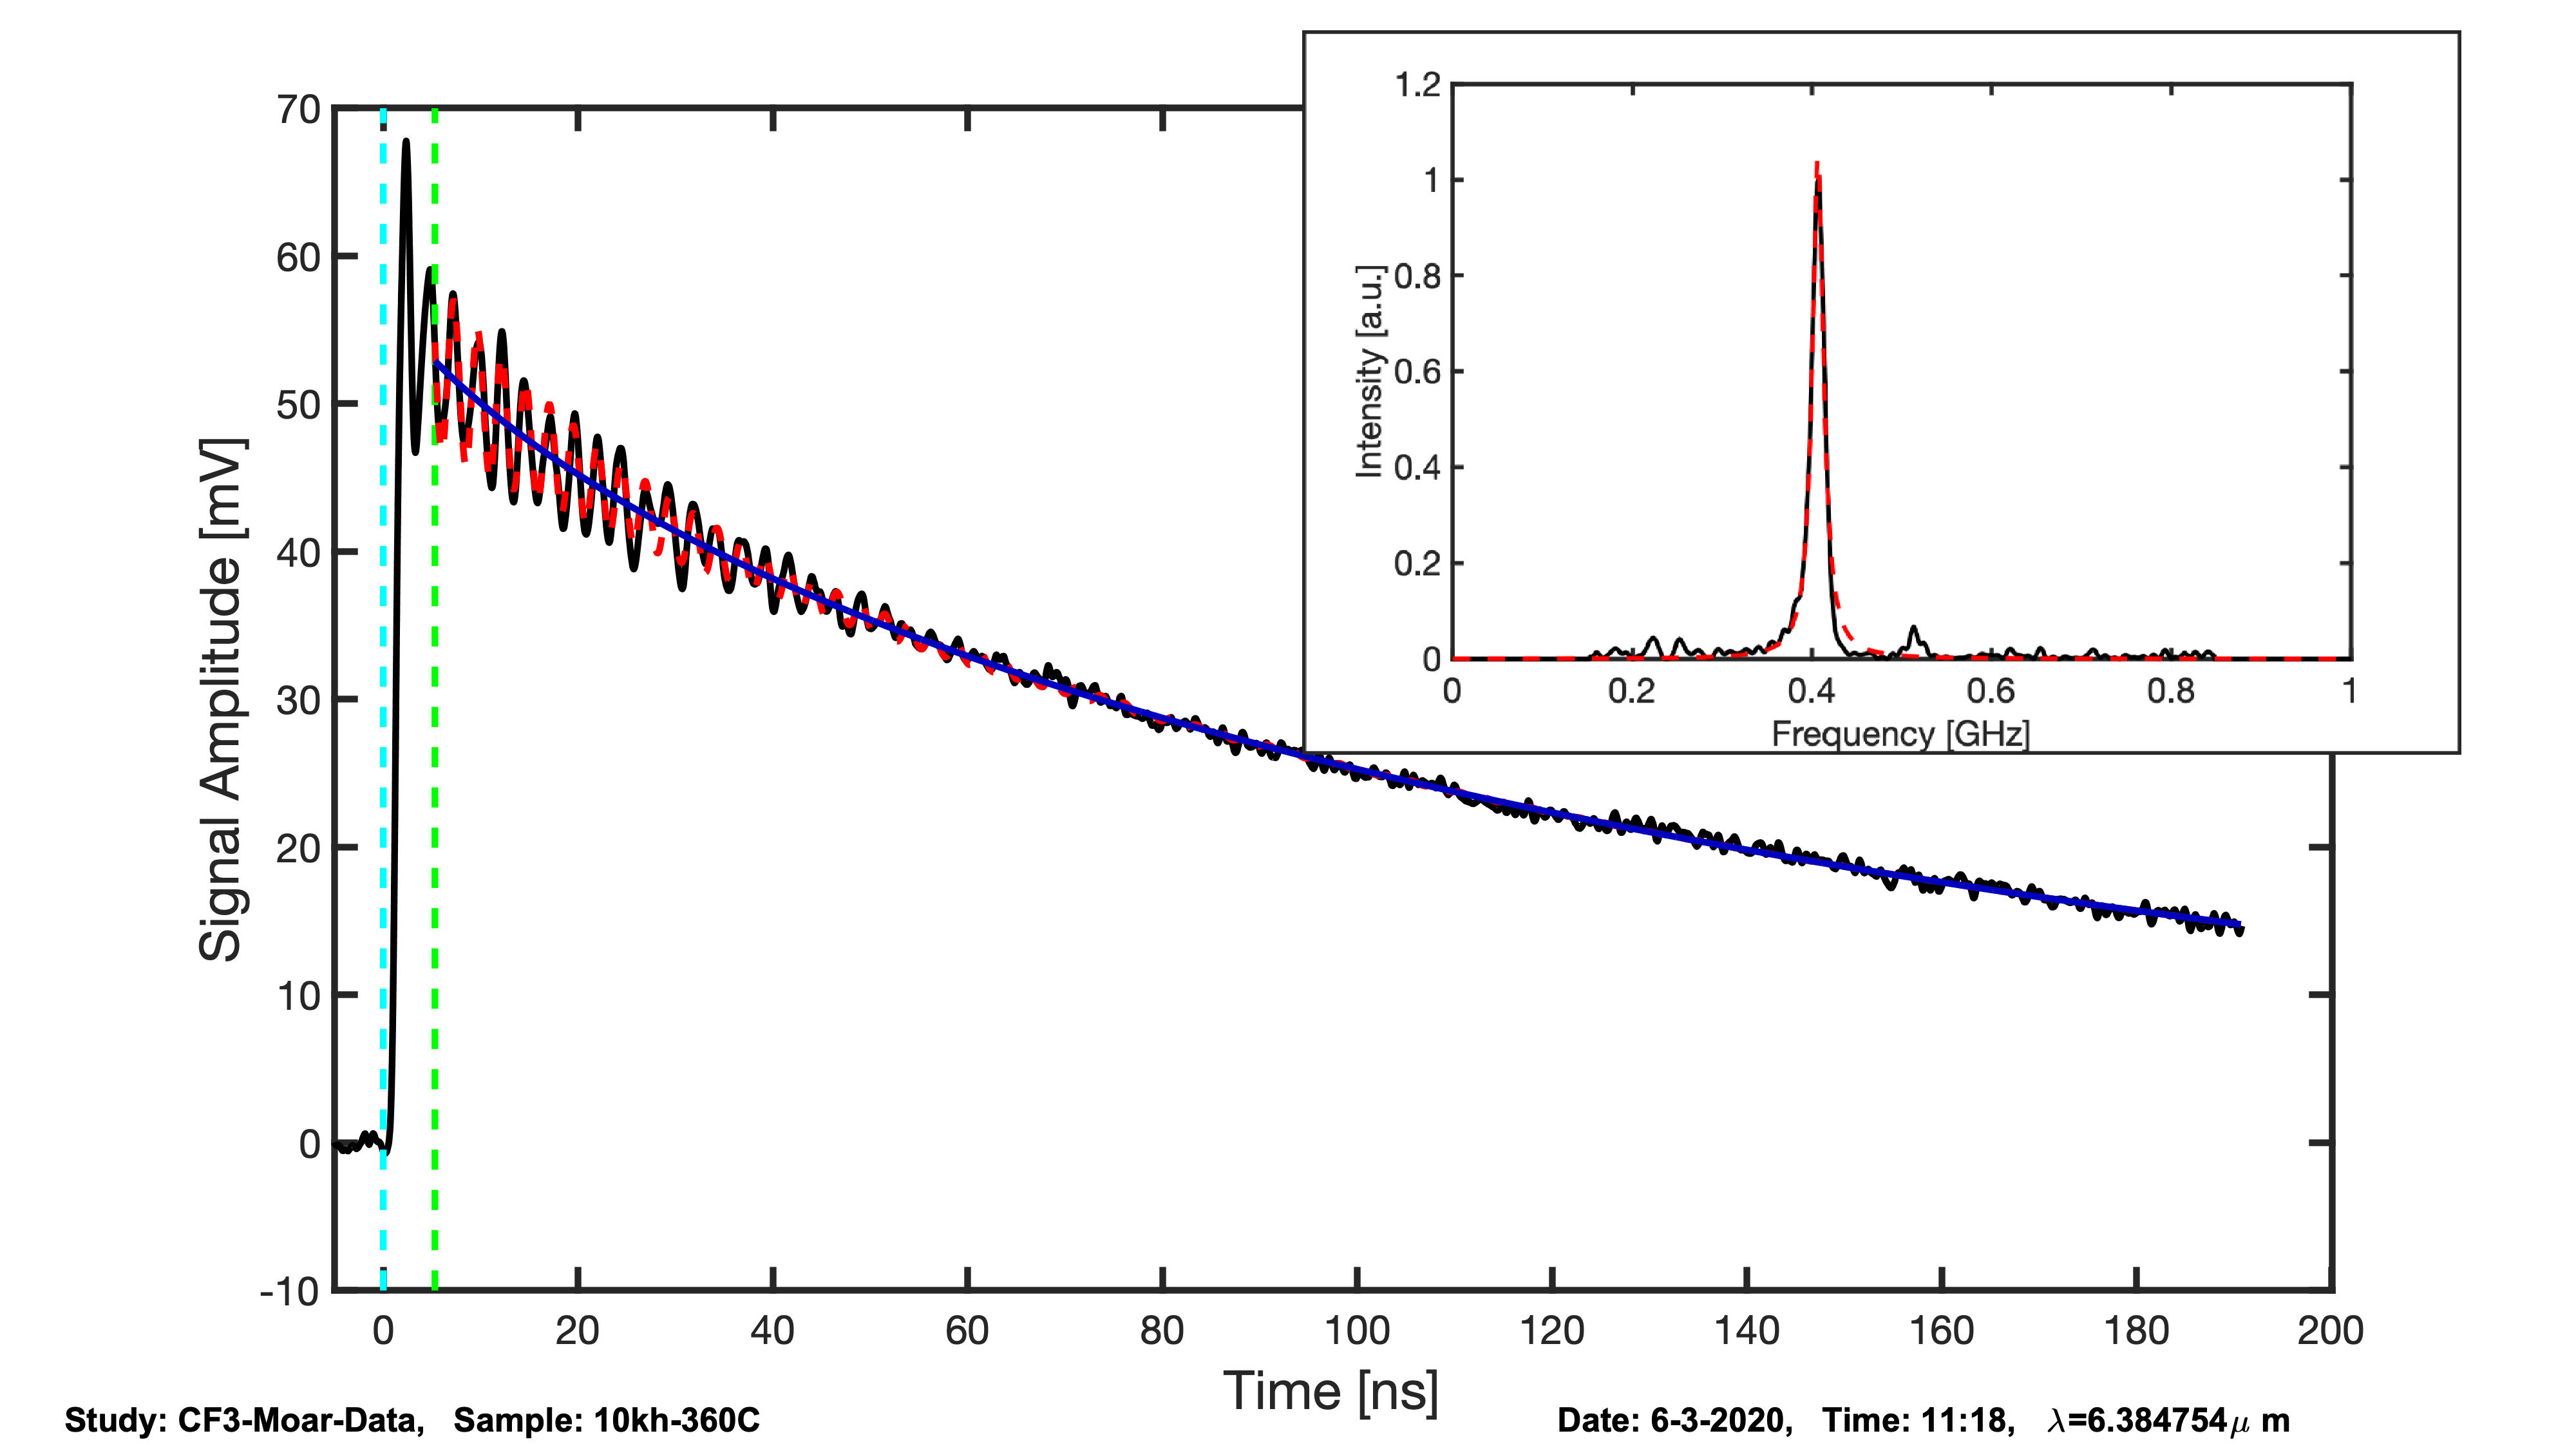 70
60
50
40
30
20
10
0
-10
Signal Amplitude [mV]
0 20 40 60 80 100 120 140 160 180 200
Time [ns]
1.2
1
0.8
0.6
0.4
0.2
0
Intensity [a.u.]
0 0.2 0.4 0.6 0.8 1
Frequency [GHz]
Study: CF3-Moar-Data, Sample: 10kh-360C
Date: 6-3-2020, Time: 11:18, λ=6.384754μ m